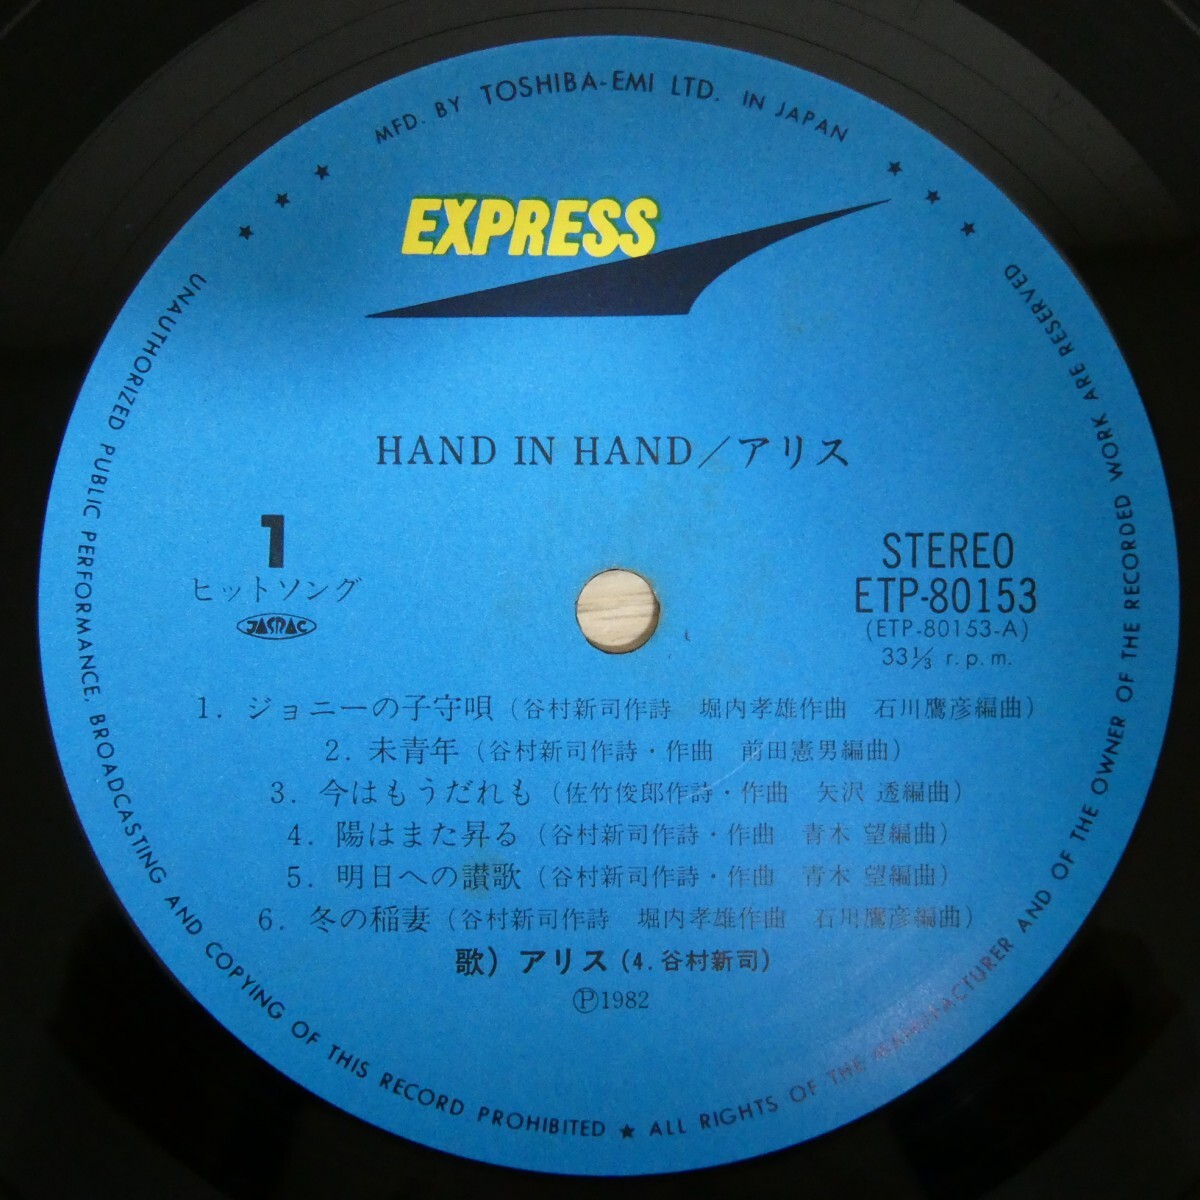 MFD. BY TOSHIBA-EMI LTD. IN JAPAN
EXPRESS
HAND IN HAND／アリス
1
ヒットソング
JASRAC
STEREO
ETP-80153
(ETP-80153-A)
33⅓ r.p.m.
1. ジョニーの子守唄 (谷村新司作詩 堀内孝雄作曲 石川鷹彦編曲)
2. 未青年 (谷村新司作詩・作曲 前田憲男編曲)
3. 今はもうだれも (佐竹俊郎作詩・作曲 矢沢 透編曲)
4. 陽はまた昇る (谷村新司作詩・作曲 青木 望編曲)
5. 明日への讃歌 (谷村新司作詩・作曲 青木 望編曲)
6. 冬の稲妻 (谷村新司作詩 堀内孝雄作曲 石川鷹彦編曲)
歌) アリス (4. 谷村新司)
Ⓟ1982
UNAUTHORIZED PUBLIC PERFORMANCE, BROADCASTING AND COPYING OF THIS RECORD PROHIBITED ★ ALL RIGHTS OF THE MANUFACTURER AND OF THE OWNER OF THE RECORDED WORK ARE RESERVED